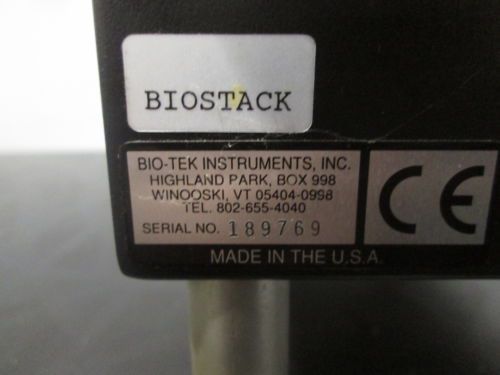 BIOSTACK
BIO-TEK INSTRUMENTS, INC.
HIGHLAND PARK, BOX 998
WINOOSKI, VT 05404-0998
TEL. 802-655-4040
SERIAL NO. 189769
CE
MADE IN THE U.S.A.